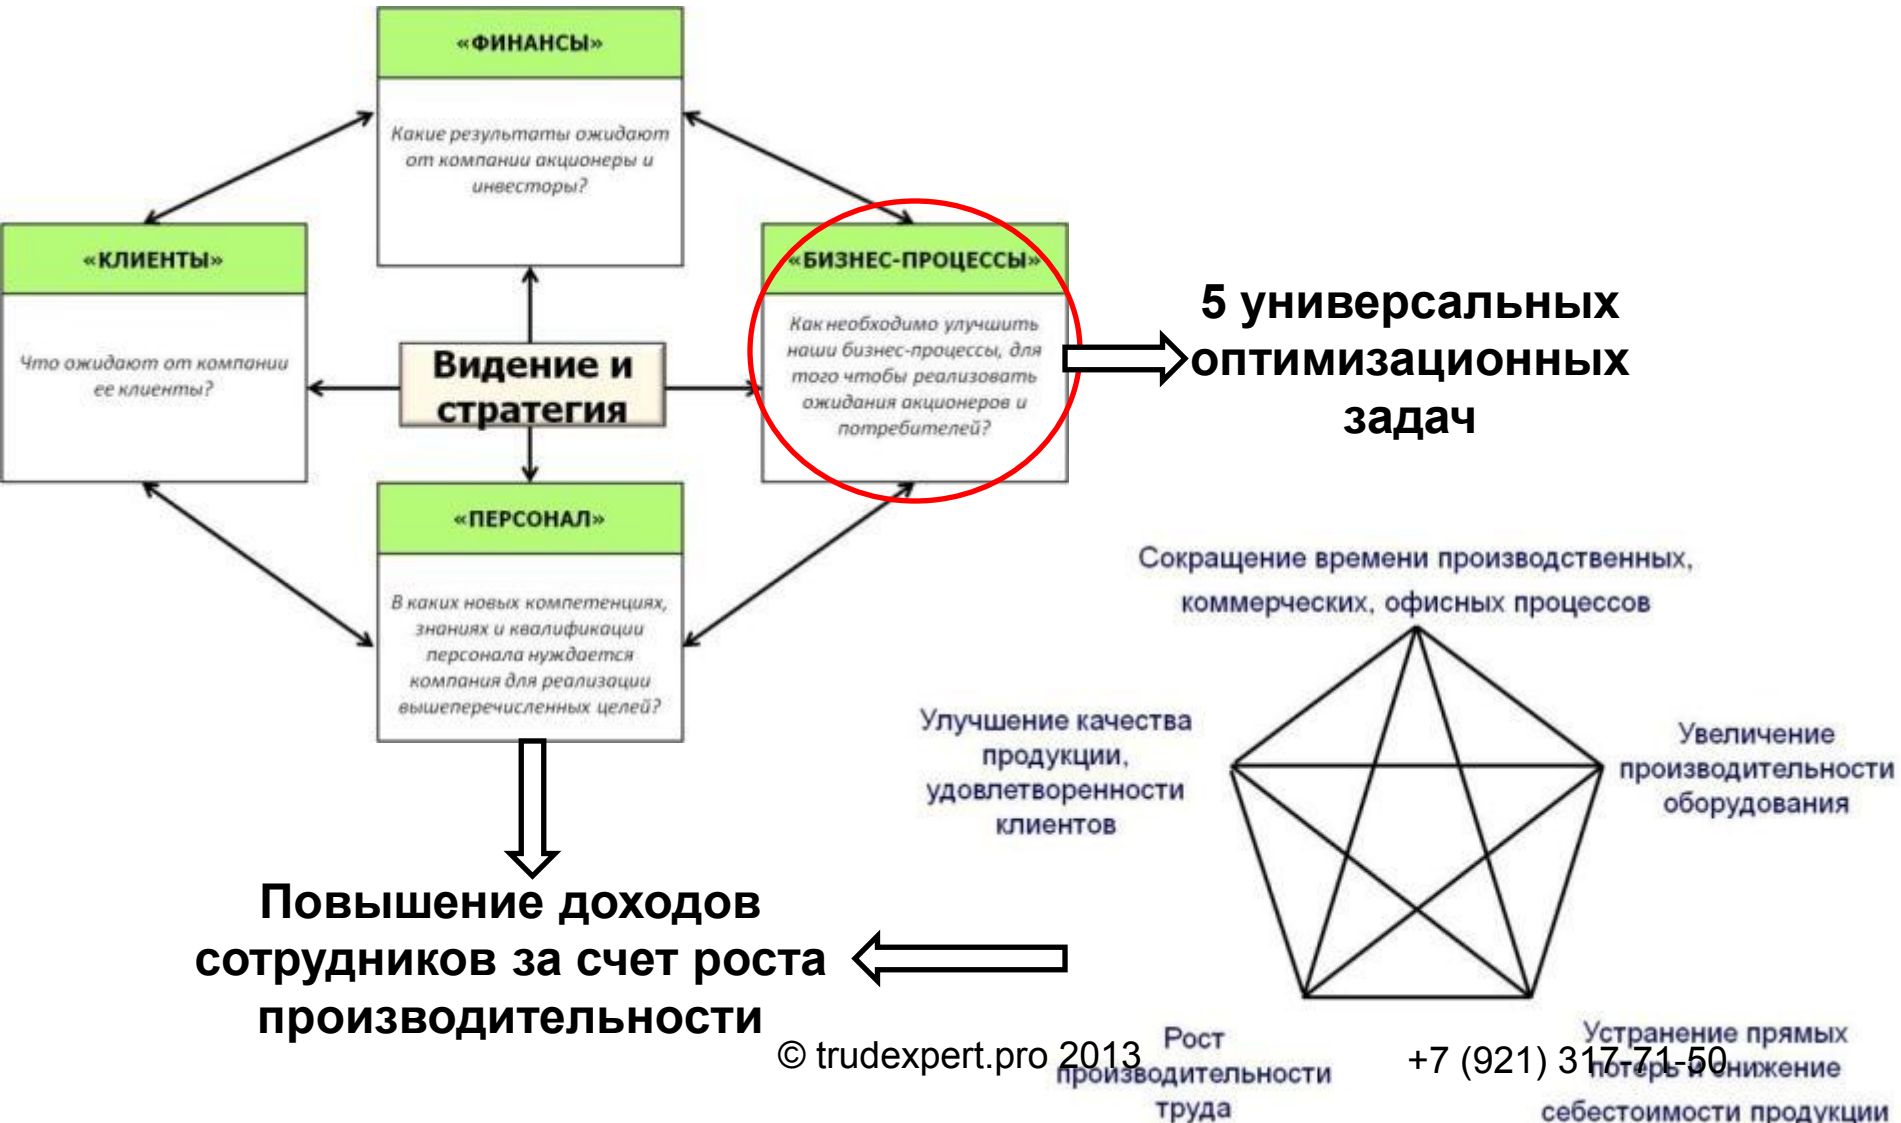 «ФИНАНСЫ»
Какие результаты ожидают
от компании акционеры и
инвесторы?
«КЛИЕНТЫ»
Что ожидают от компании
ее клиенты?
Видение и
стратегия
«БИЗНЕС-ПРОЦЕССЫ»
Как необходимо улучшить
наши бизнес-процессы, для
того чтобы реализовать
ожидания акционеров и
потребителей?
5 универсальных
оптимизационных
задач
«ПЕРСОНАЛ»
В каких новых компетенциях,
знаниях и квалификации
персонала нуждается
компания для реализации
вышеперечисленных целей?
Сокращение времени производственных,
коммерческих, офисных процессов
Улучшение качества
продукции,
удовлетворенности
клиентов
Увеличение
производительности
оборудования
Повышение доходов
сотрудников за счет роста
производительности
Рост
производительности
труда
Устранение прямых
потерь и снижение
себестоимости продукции
© trudexpert.pro 2013
+7 (921) 317-71-50